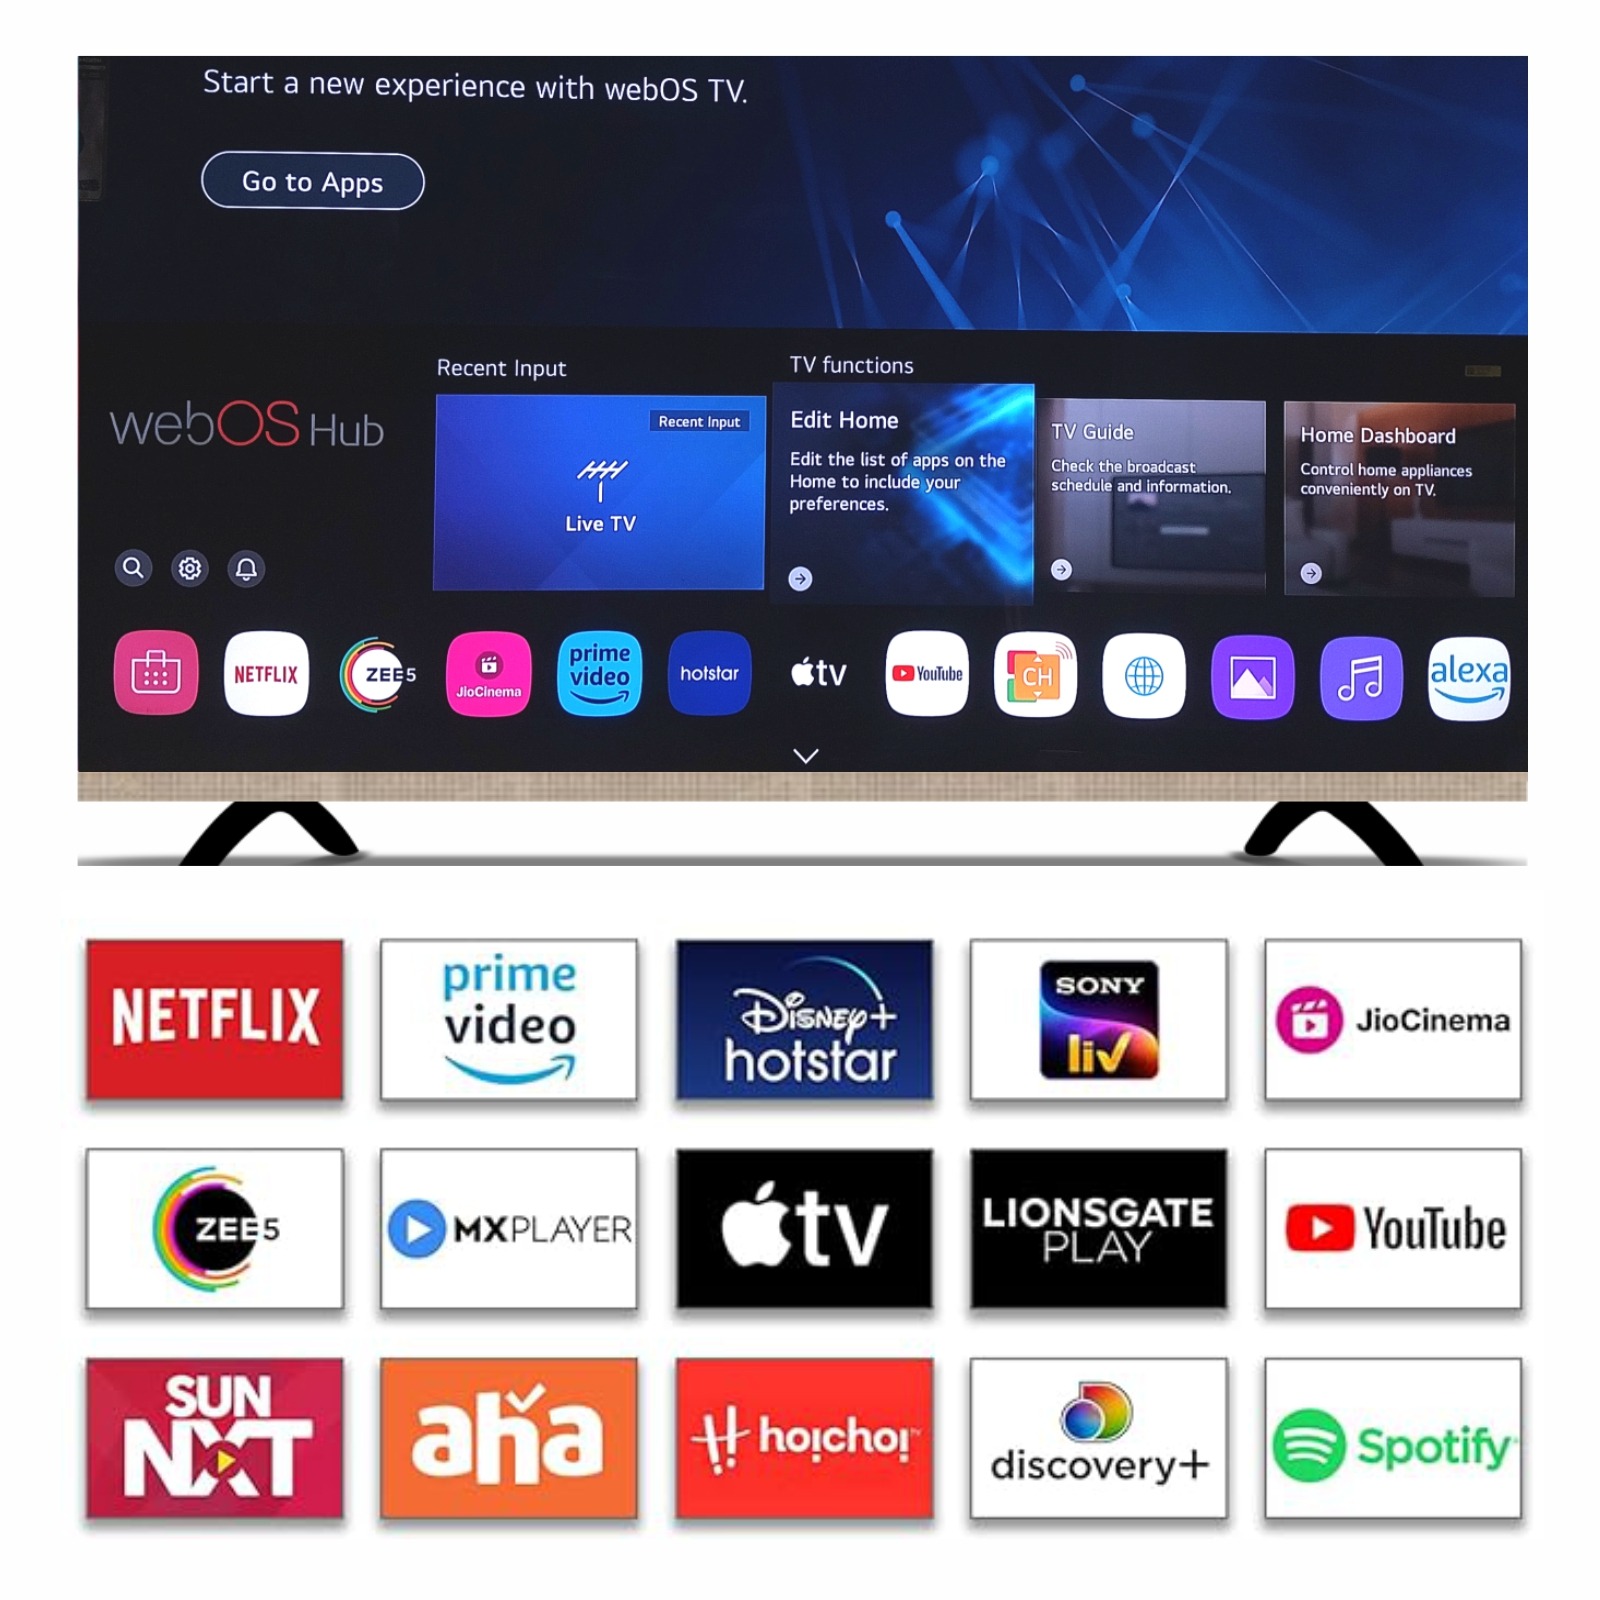 Start a new experience with webOS TV.
Go to Apps
Recent Input
TV functions
webOS Hub
Recent Input
Live TV
Edit Home
Edit the list of apps on the
Home to include your
preferences.
TV Guide
Check the broadcast
schedule and information.
Home Dashboard
Control home appliances
conveniently on TV.
NETFLIX
ZEE5
JioCinema
prime
video
hotstar
tv
YouTube
CH
alexa
NETFLIX
prime
video
Disney+
hotstar
SONY
liv
JioCinema
ZEE5
MXPLAYER
tv
LIONSGATE
PLAY
YouTube
SUN
NXT
aha
hoichoi
discovery+
Spotify